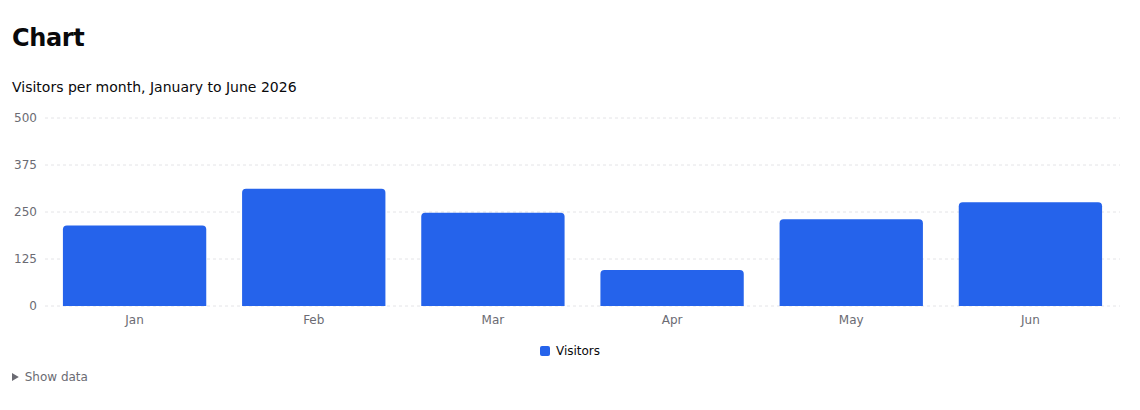 Chart
Visitors per month, January to June 2026
500
375
250
125
0
Jan Feb Mar Apr May Jun
Visitors
Show data